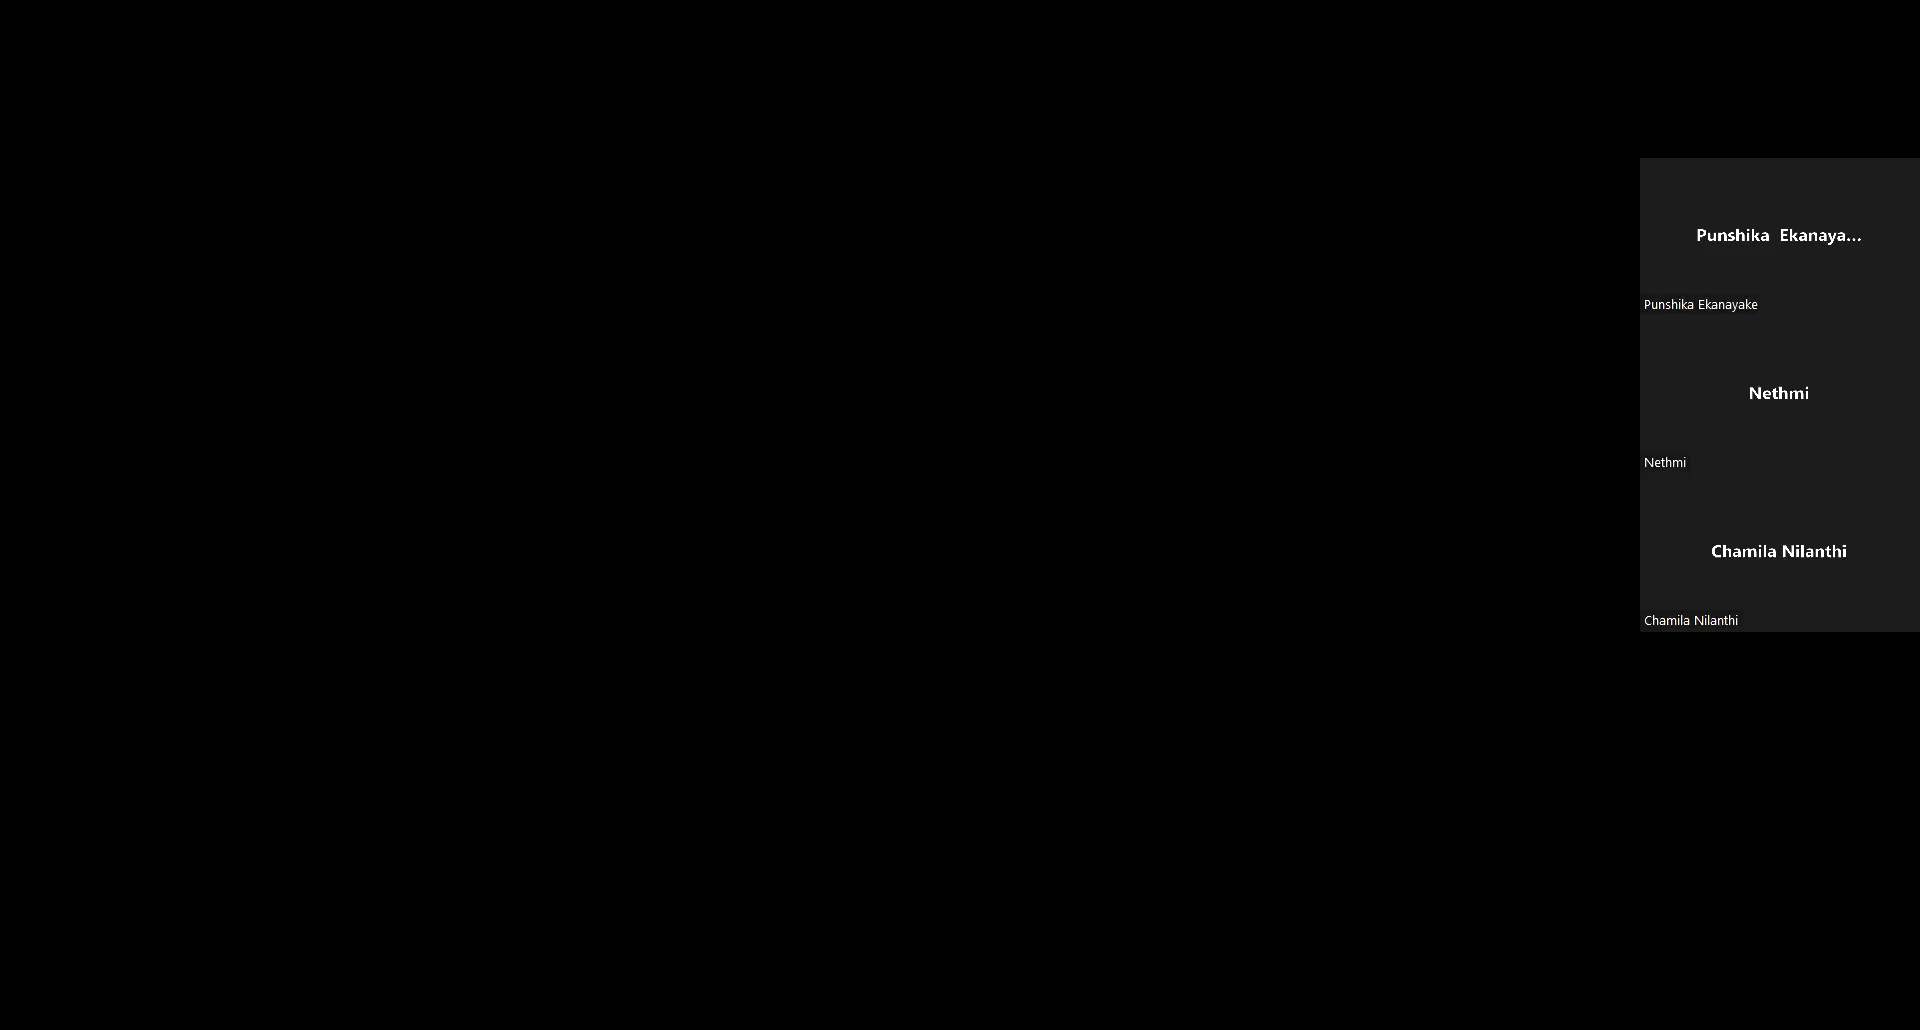 Punshika Ekanaya...
Punshika Ekanayake
Nethmi
Nethmi
Chamila Nilanthi
Chamila Nilanthi